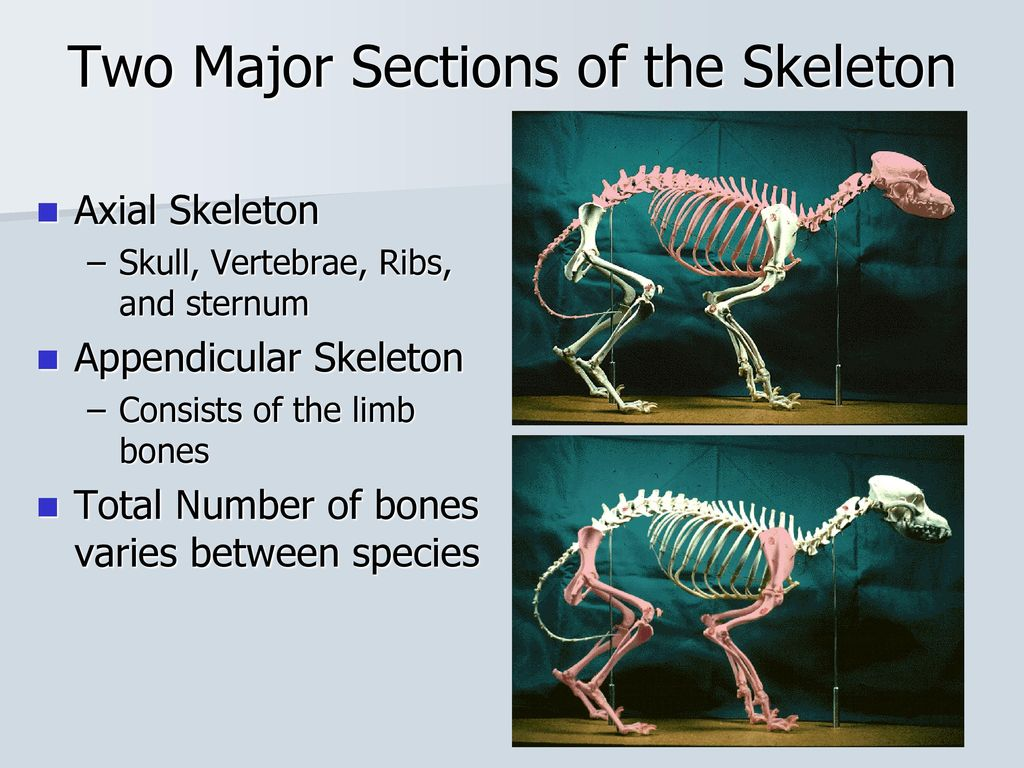 Two Major Sections of the Skeleton
Axial Skeleton
– Skull, Vertebrae, Ribs,
and sternum
Appendicular Skeleton
– Consists of the limb
bones
Total Number of bones
varies between species